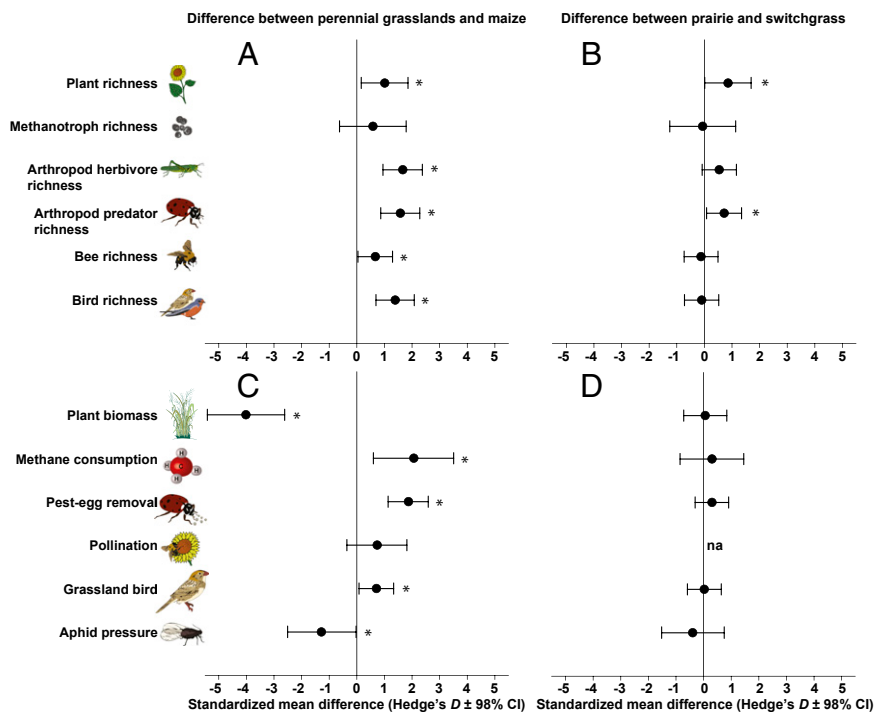 Difference between perennial grasslands and maize
Difference between prairie and switchgrass
A
B
Plant richness
*
*
Methanotroph richness
Arthropod herbivore
richness
*
Arthropod predator
richness
*
*
Bee richness
*
Bird richness
*
-5 -4 -3 -2 -1 0 1 2 3 4 5
-5 -4 -3 -2 -1 0 1 2 3 4 5
C
D
Plant biomass
*
Methane consumption
H H H
*
Pest-egg removal
*
Pollination
na
Grassland bird
*
Aphid pressure
*
-5 -4 -3 -2 -1 0 1 2 3 4 5
-5 -4 -3 -2 -1 0 1 2 3 4 5
Standardized mean difference (Hedge's D ± 98% CI)
Standardized mean difference (Hedge's D ± 98% CI)